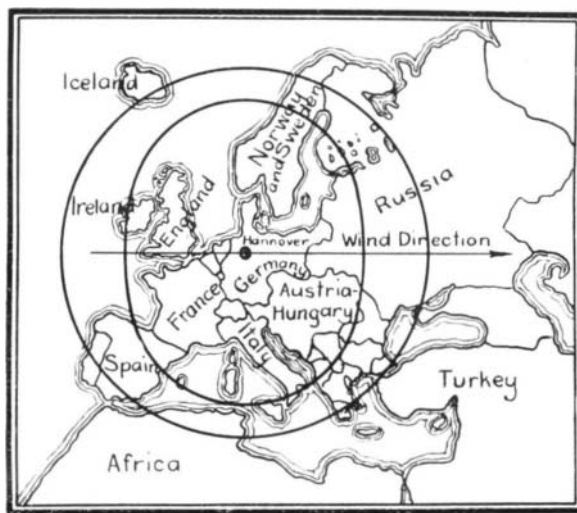 Iceland
Norway
and Sweden
Ireland
England
Russia
Hannover
Wind Direction
Germany
France
Austria-
Hungary
Italy
Spain
Turkey
Africa